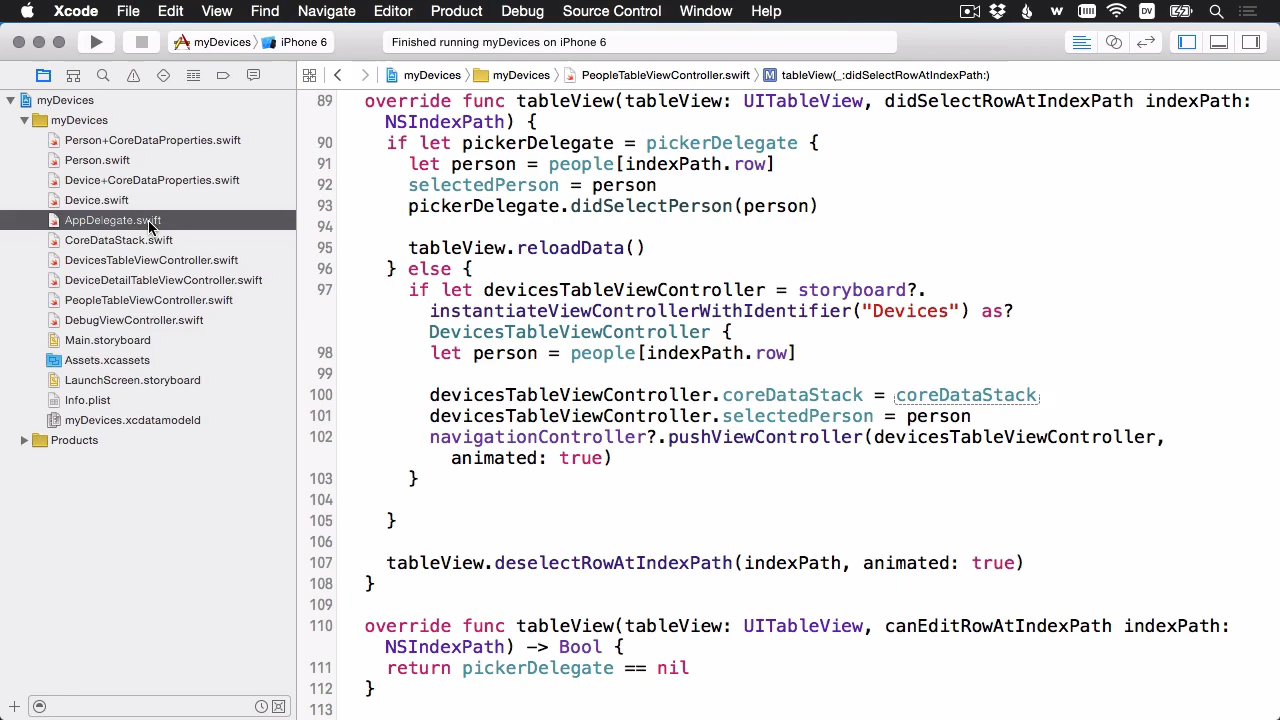 Xcode File Edit View Find Navigate Editor Product Debug Source Control Window Help W DV
myDevices iPhone 6 Finished running myDevices on iPhone 6
myDevices myDevices PeopleTableViewController.swift M tableView(_:didSelectRowAtIndexPath:)
myDevices
myDevices
Person+CoreDataProperties.swift
Person.swift
Device+CoreDataProperties.swift
Device.swift
AppDelegate.swift
CoreDataStack.swift
DevicesTableViewController.swift
DeviceDetailTableViewController.swift
PeopleTableViewController.swift
DebugViewController.swift
Main.storyboard
Assets.xcassets
LaunchScreen.storyboard
Info.plist
myDevices.xcdatamodeld
Products
89 override func tableView(tableView: UITableView, didSelectRowAtIndexPath indexPath:
NSIndexPath) {
90 if let pickerDelegate = pickerDelegate {
91 let person = people[indexPath.row]
92 selectedPerson = person
93 pickerDelegate.didSelectPerson(person)
94
95 tableView.reloadData()
96 } else {
97 if let devicesTableViewController = storyboard?.
instantiateViewControllerWithIdentifier("Devices") as?
DevicesTableViewController {
98 let person = people[indexPath.row]
99
100 devicesTableViewController.coreDataStack = coreDataStack
101 devicesTableViewController.selectedPerson = person
102 navigationController?.pushViewController(devicesTableViewController,
animated: true)
103 }
104
105 }
106
107 tableView.deselectRowAtIndexPath(indexPath, animated: true)
108 }
109
110 override func tableView(tableView: UITableView, canEditRowAtIndexPath indexPath:
NSIndexPath) -> Bool {
111 return pickerDelegate == nil
112 }
113